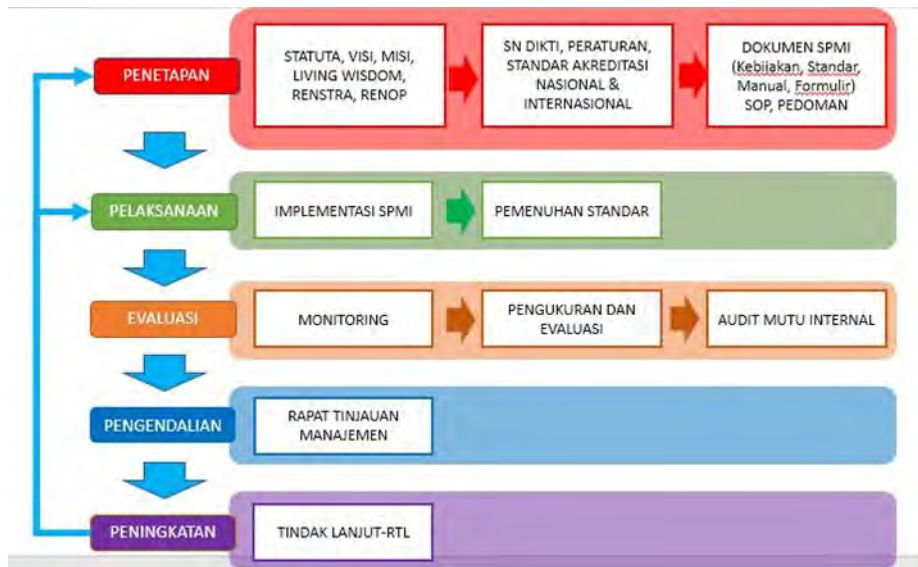 PENETAPAN
STATUTA, VISI, MISI,
LIVING WISDOM,
RENSTRA, RENOP
SN DIKTI, PERATURAN,
STANDAR AKREDITASI
NASIONAL &
INTERNASIONAL
DOKUMEN SPMI
(Kebijakan, Standar,
Manual, Formulir)
SOP, PEDOMAN
PELAKSANAAN
IMPLEMENTASI SPMI
PEMENUHAN STANDAR
EVALUASI
MONITORING
PENGUKURAN DAN
EVALUASI
AUDIT MUTU INTERNAL
PENGENDALIAN
RAPAT TINJAUAN
MANAJEMEN
PENINGKATAN
TINDAK LANJUT-RTL